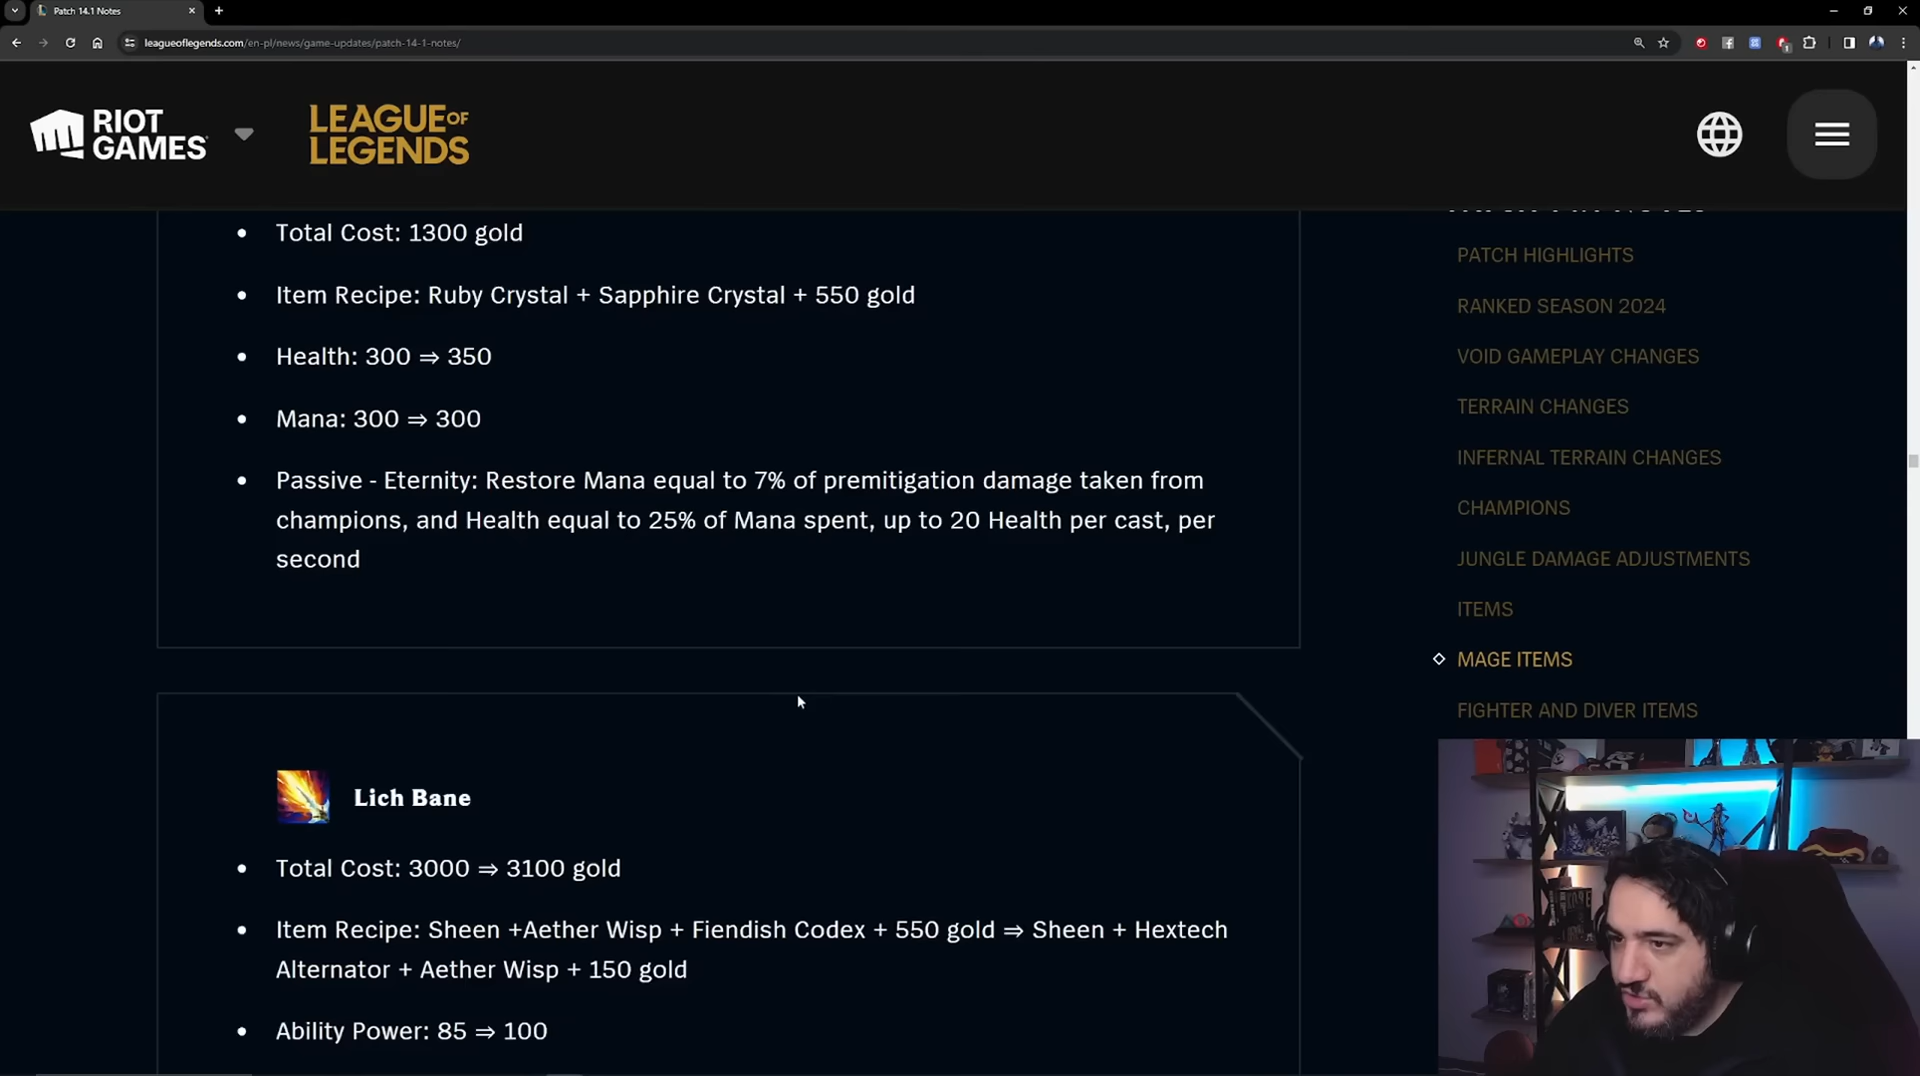 Patch 14.1 Notes
leagueoflegends.com/en-pl/news/game-updates/patch-14-1-notes/
RIOT
GAMES
LEAGUE OF
LEGENDS
Total Cost: 1300 gold
Item Recipe: Ruby Crystal + Sapphire Crystal + 550 gold
Health: 300 ⇒ 350
Mana: 300 ⇒ 300
Passive - Eternity: Restore Mana equal to 7% of premitigation damage taken from
champions, and Health equal to 25% of Mana spent, up to 20 Health per cast, per
second
Lich Bane
Total Cost: 3000 ⇒ 3100 gold
Item Recipe: Sheen +Aether Wisp + Fiendish Codex + 550 gold ⇒ Sheen + Hextech
Alternator + Aether Wisp + 150 gold
Ability Power: 85 ⇒ 100
PATCH HIGHLIGHTS
RANKED SEASON 2024
VOID GAMEPLAY CHANGES
TERRAIN CHANGES
INFERNAL TERRAIN CHANGES
CHAMPIONS
JUNGLE DAMAGE ADJUSTMENTS
ITEMS
MAGE ITEMS
FIGHTER AND DIVER ITEMS